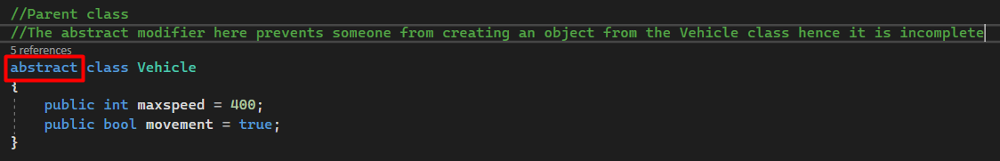 //Parent class
//The abstract modifier here prevents someone from creating an object from the Vehicle class hence it is incomplete
5 references
abstract class Vehicle
{
public int maxspeed = 400;
public bool movement = true;
}